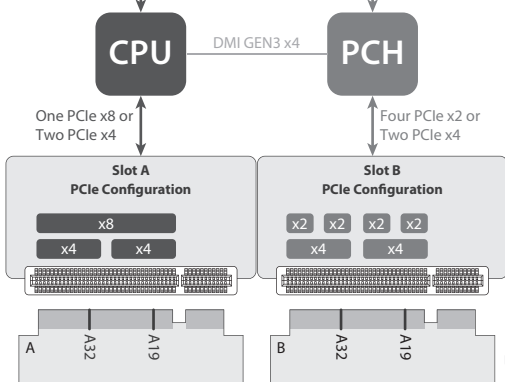 CPU
DMI GEN3 x4
PCH
One PCIe x8 or
Two PCIe x4
Four PCIe x2 or
Two PCIe x4
Slot A
PCIe Configuration
x8
x4 x4
Slot B
PCIe Configuration
x2 x2 x2 x2
x4 x4
A
A32
A19
B
A32
A19